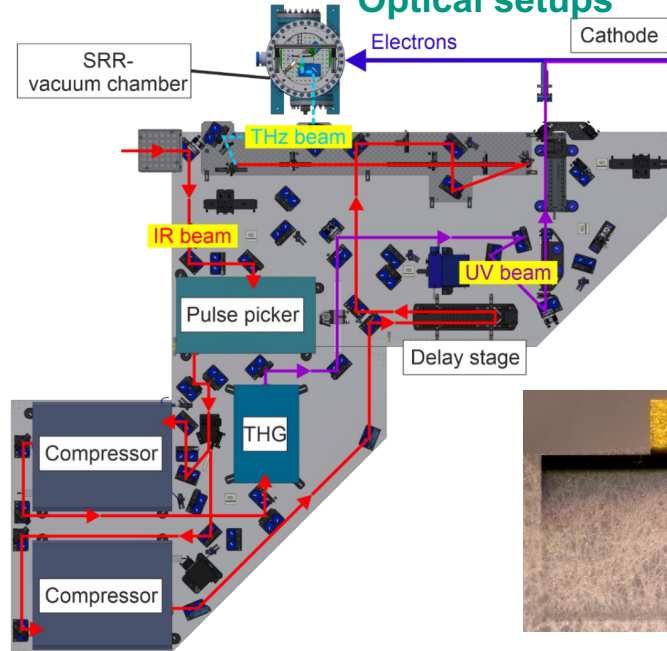 Optical setups
SRR-
vacuum chamber
Electrons
Cathode
THz beam
IR beam
UV beam
Pulse picker
Delay stage
THG
Compressor
Compressor